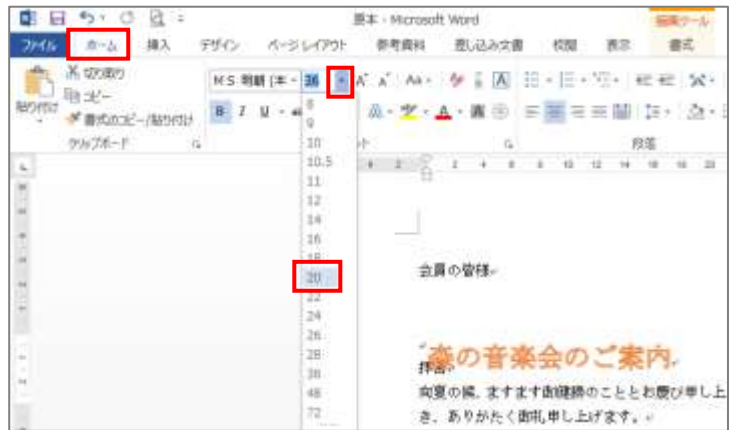 原本 - Microsoft Word
描画ツール
ファイル ホーム 挿入 デザイン ページ レイアウト 参考資料 差し込み文書 校閲 表示 書式
切り取り
コピー
書式のコピー/貼り付け
貼り付け
MS 明朝 (本 36 Aa
B I U
クリップボード
段落
8
9
10
10.5
11
12
14
16
18
20
22
24
26
28
36
48
72
会員の皆様
森の音楽会のご案内
拝啓
向夏の候、ますます御健勝のこととお慶び申し上
き、ありがたく御礼申し上げます。